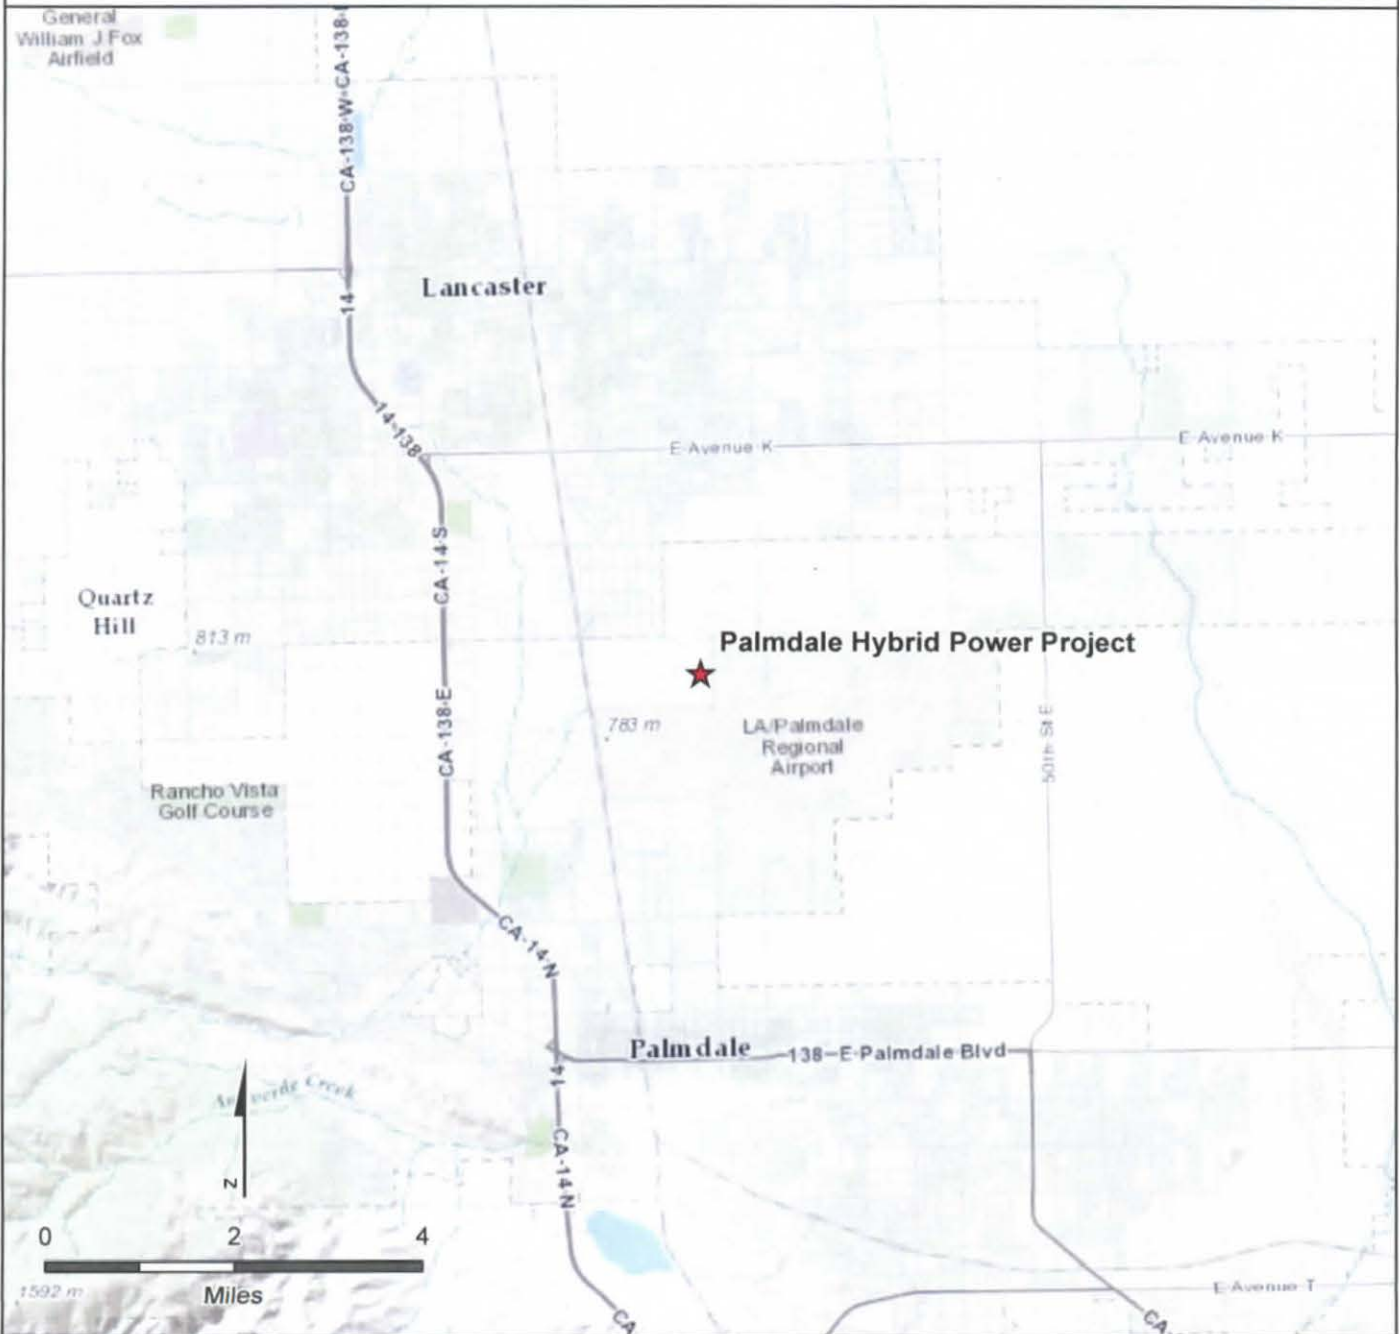 General
William J Fox
Airfield
CA-138-W-CA-138-
Lancaster
14
14-138
E Avenue K
E Avenue K
CA-14-S
Quartz
Hill
813 m
Palmdale Hybrid Power Project
CA-138-E
783 m
LA/Palmdale
Regional
Airport
50th St E
Rancho Vista
Golf Course
CA-14-N
Palmdale
138-E-Palmdale Blvd
14
Creek
CA-14-N
N
0 2 4
Miles
1592 m
E Avenue T
CA
CA